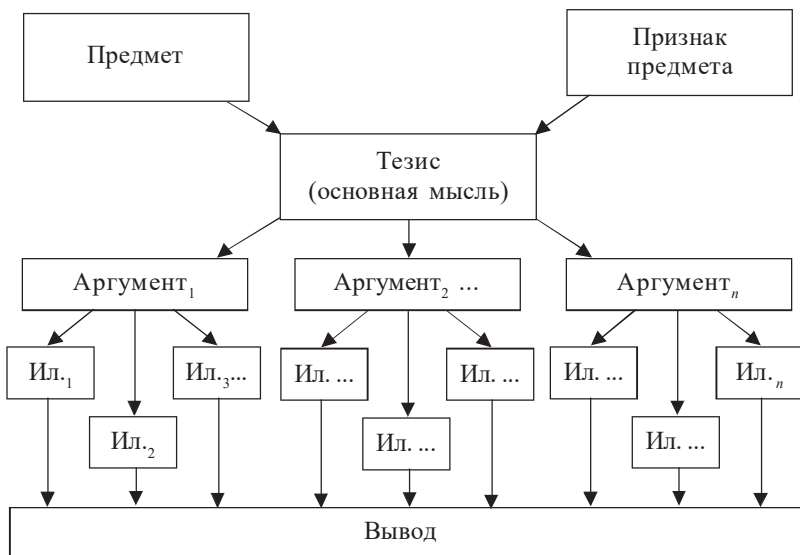 Предмет
Признак
предмета
Тезис
(основная мысль)
Аргумент₁
Аргумент₂ ...
Аргументₙ
Ил.₁
Ил.₃...
Ил. ...
Ил. ...
Ил. ...
Ил.ₙ
Ил.₂
Ил. ...
Ил. ...
Вывод